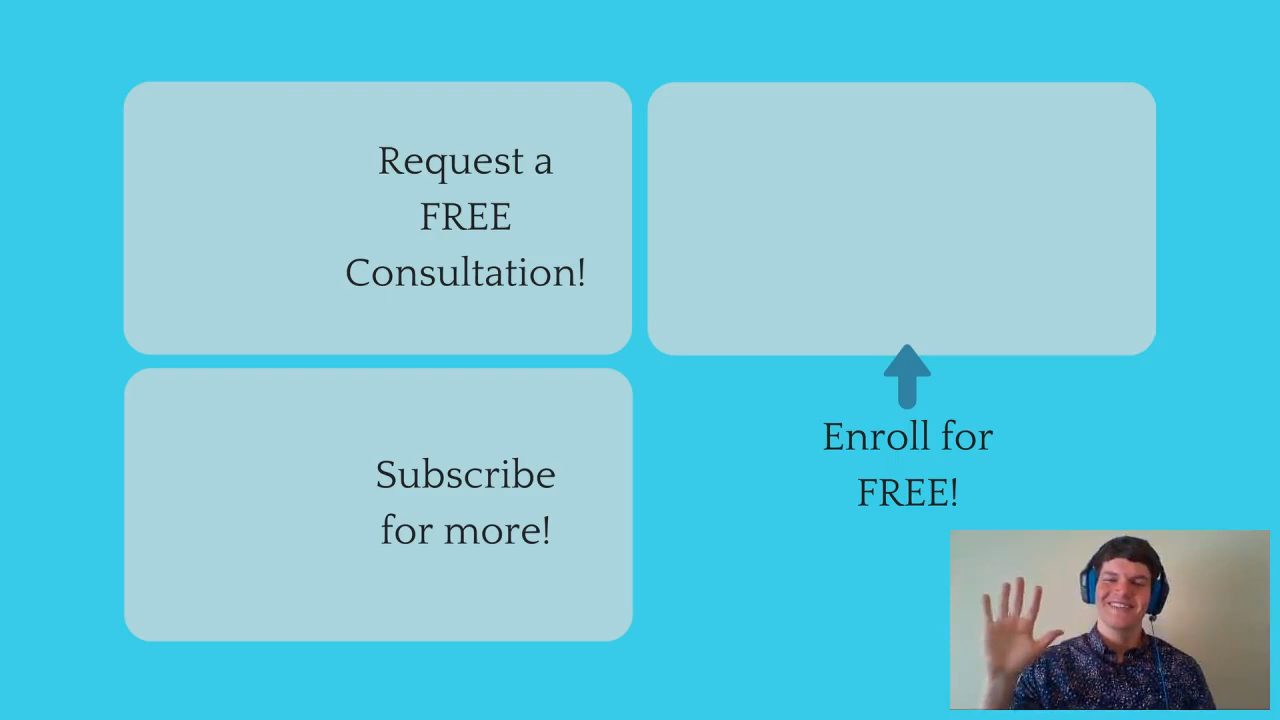 Request a
FREE
Consultation!
Subscribe
for more!
Enroll for
FREE!